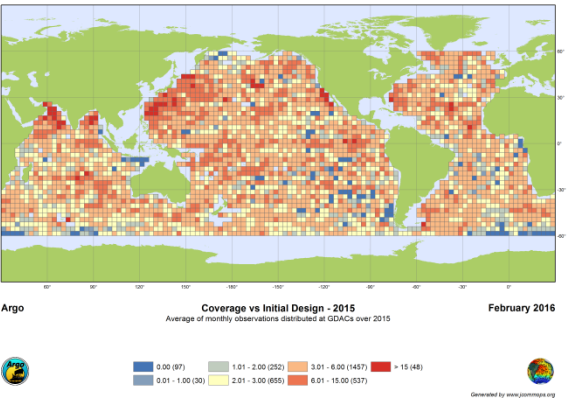 60°
30°
0°
-30°
-60°
60°
90°
120°
150°
180°
-150°
-120°
-90°
-60°
-30°
0°
Argo
Coverage vs Initial Design - 2015
February 2016
Average of monthly observations distributed at GDACs over 2015
0.00 (97)
1.01 - 2.00 (252)
3.01 - 6.00 (1457)
> 15 (48)
0.01 - 1.00 (30)
2.01 - 3.00 (655)
6.01 - 15.00 (537)
Argo
Generated by www.jcommops.org